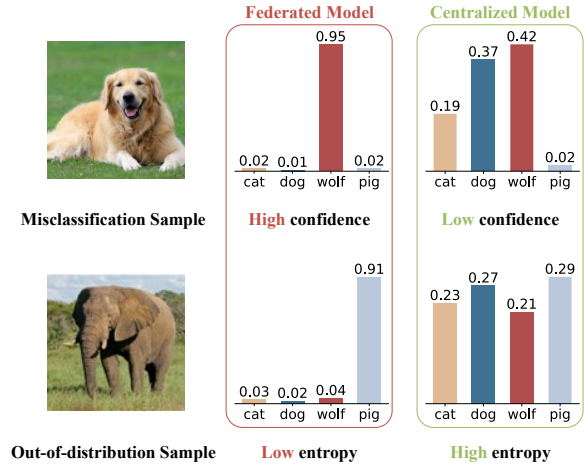 Federated Model
Centralized Model
0.02 0.01 0.95 0.02
cat dog wolf pig
0.19 0.37 0.42 0.02
cat dog wolf pig
Misclassification Sample
High confidence
Low confidence
0.03 0.02 0.04 0.91
cat dog wolf pig
0.23 0.27 0.21 0.29
cat dog wolf pig
Out-of-distribution Sample
Low entropy
High entropy